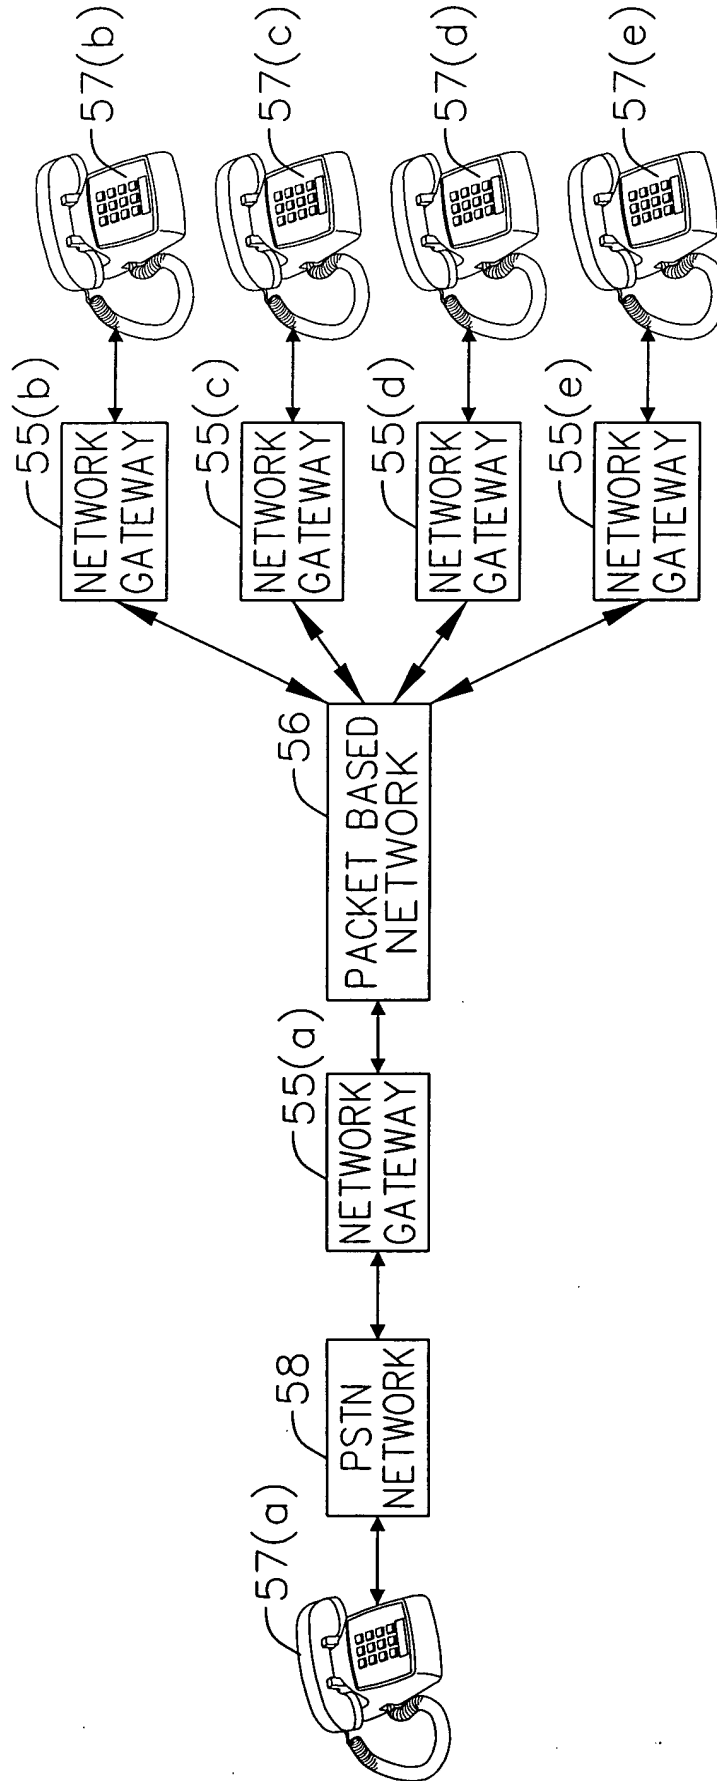 57(a)
58
PSTN
NETWORK
55(a)
NETWORK
GATEWAY
56
PACKET BASED
NETWORK
55(b)
NETWORK
GATEWAY
57(b)
55(c)
NETWORK
GATEWAY
57(c)
55(d)
NETWORK
GATEWAY
57(d)
55(e)
NETWORK
GATEWAY
57(e)